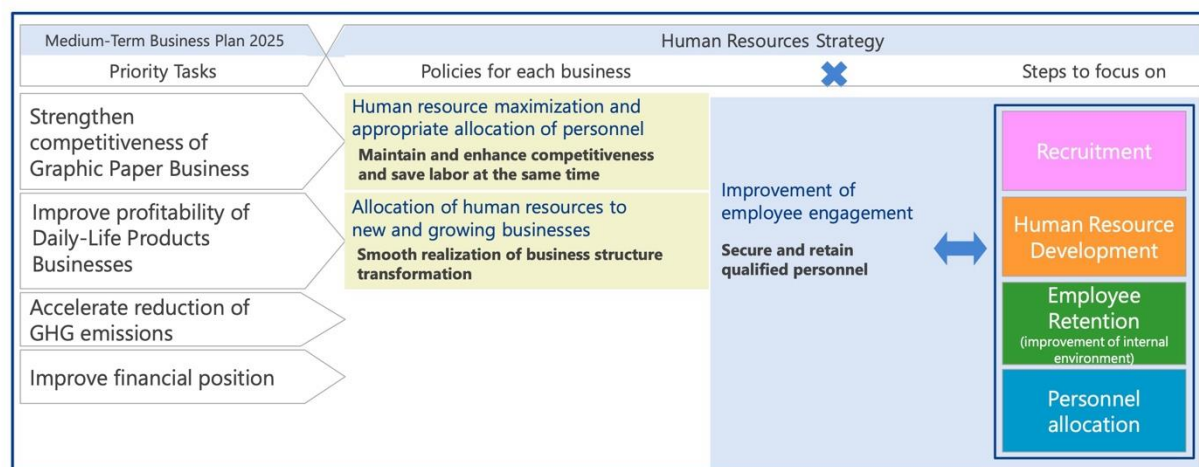 Medium-Term Business Plan 2025
Human Resources Strategy
Priority Tasks
Policies for each business
Steps to focus on
Strengthen
competitiveness of
Graphic Paper Business
Human resource maximization and
appropriate allocation of personnel
Maintain and enhance competitiveness
and save labor at the same time
Improve profitability of
Daily-Life Products
Businesses
Allocation of human resources to
new and growing businesses
Smooth realization of business structure
transformation
Accelerate reduction of
GHG emissions
Improve financial position
Improvement of
employee engagement
Secure and retain
qualified personnel
Recruitment
Human Resource
Development
Employee
Retention
(improvement of internal
environment)
Personnel
allocation